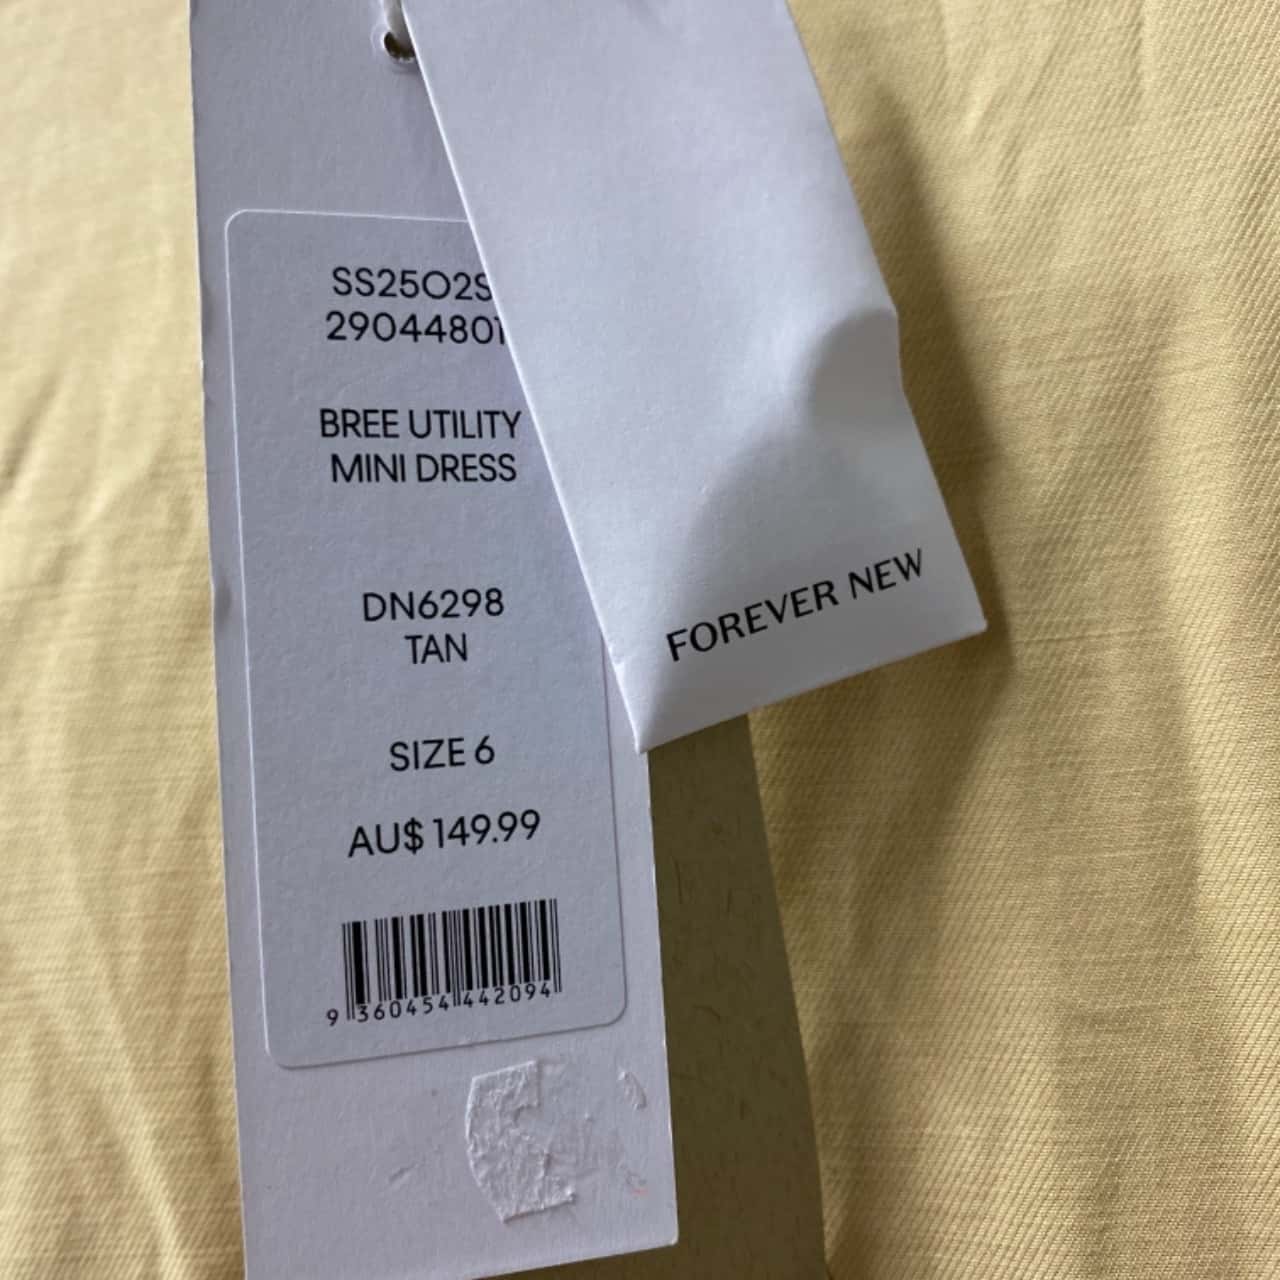 SS25O2S
29044801
BREE UTILITY
MINI DRESS
DN6298
TAN
SIZE 6
AU$ 149.99
9 360454 442094
FOREVER NEW